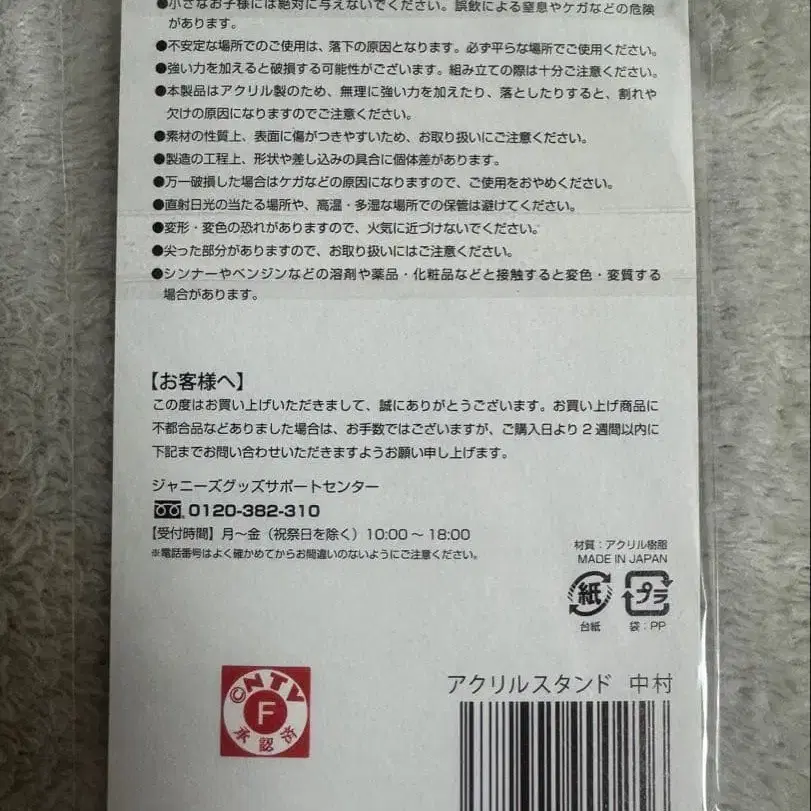 ●小さなお子様には絶対に与えないでください。誤飲による窒息やケガなどの危険
があります。
●不安定な場所でのご使用は、落下の原因となります。必ず平らな場所でご使用ください。
●強い力を加えると破損する可能性がございます。組み立ての際は十分ご注意ください。
●本製品はアクリル製のため、無理に強い力を加えたり、落としたりすると、割れや
欠けの原因になりますのでご注意ください。
●素材の性質上、表面に傷がつきやすいため、お取り扱いにご注意ください。
●製造の工程上、形状や差し込みの具合に個体差があります。
●万一破損した場合はケガなどの原因になりますので、ご使用をおやめください。
●直射日光の当たる場所や、高温・多湿な場所での保管は避けてください。
●変形・変色の恐れがありますので、火気に近づけないでください。
●尖った部分がありますので、お取り扱いにはご注意ください。
●シンナーやベンジンなどの溶剤や薬品・化粧品などと接触すると変色・変質する
場合があります。
【お客様へ】
この度はお買い上げいただきまして、誠にありがとうございます。お買い上げ商品に
不都合品などありました場合は、お手数ではございますが、ご購入日より2週間以内に
下記までお問い合わせいただきますようお願い申し上げます。
ジャニーズグッズサポートセンター
0120-382-310
【受付時間】月〜金（祝祭日を除く）10:00〜18:00
※電話番号はよく確かめてからお間違いのないようにご注意ください。
材質：アクリル樹脂
MADE IN JAPAN
紙 プラ
台紙 袋：PP
©NTV
F
承認済
アクリルスタンド 中村